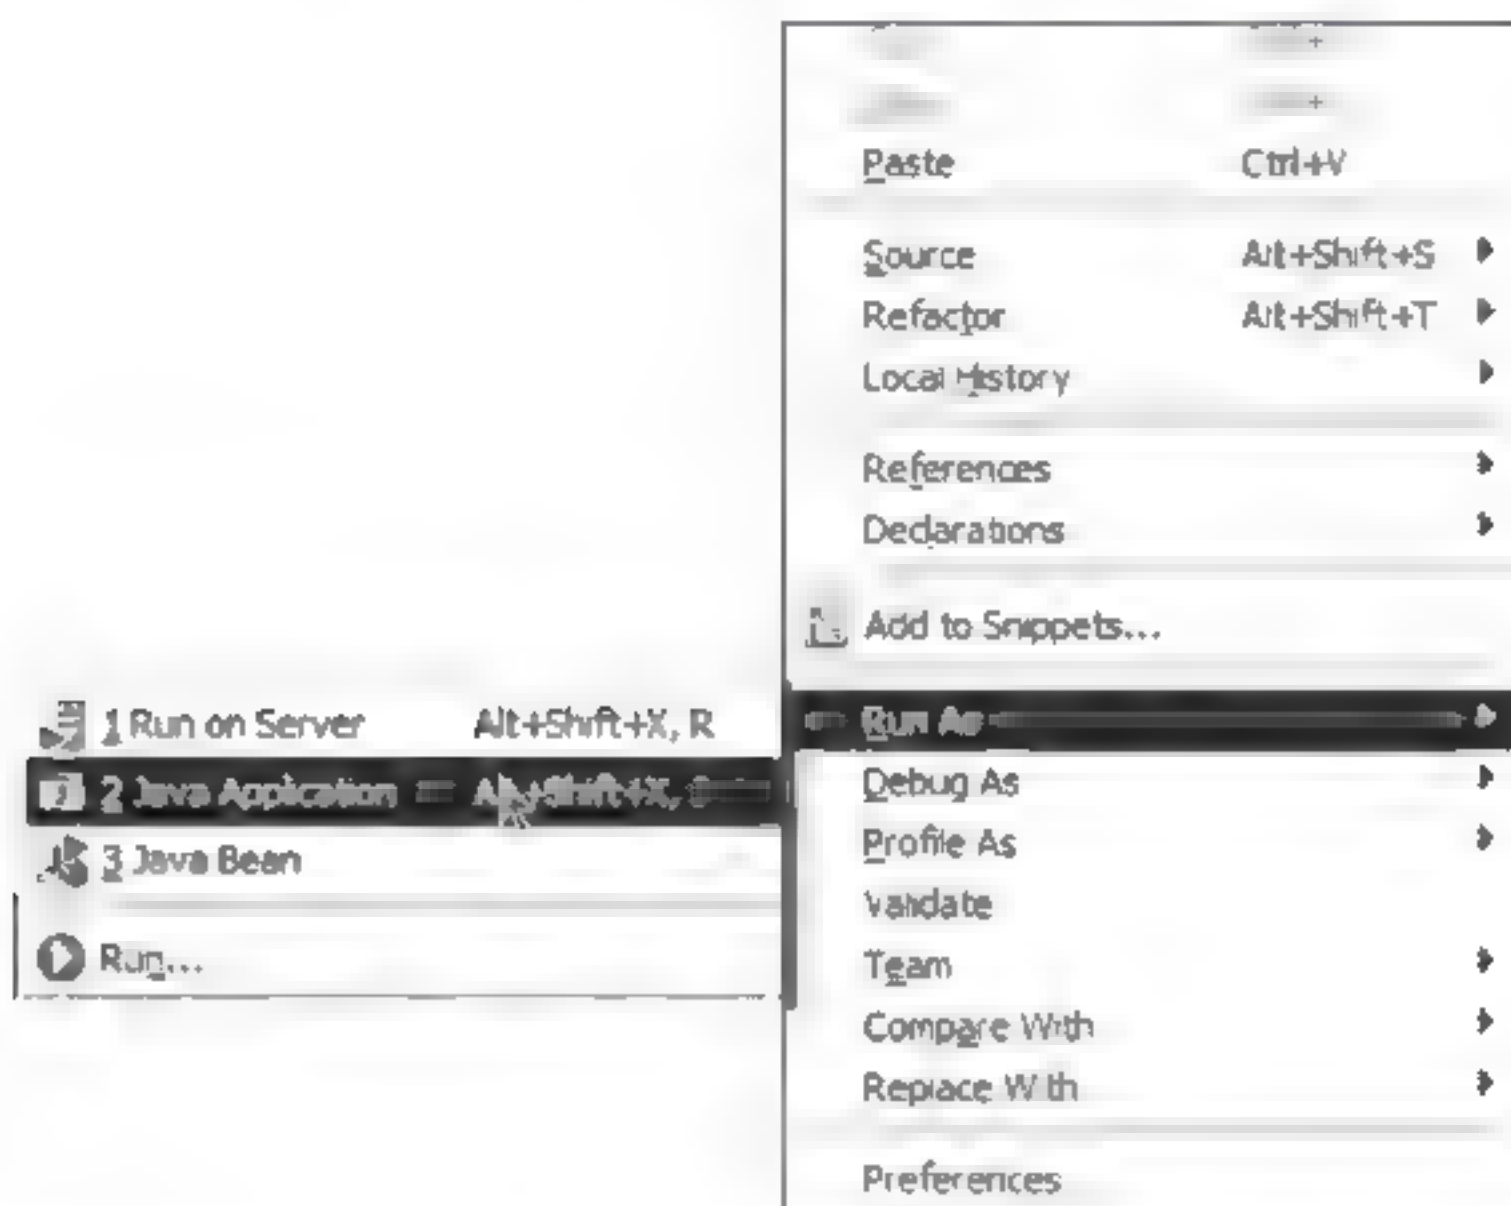 Paste Ctrl+V
Source Alt+Shift+S
Refactor Alt+Shift+T
Local History
References
Declarations
Add to Snippets...
Run As
Debug As
Profile As
Validate
Team
Compare With
Replace With
Preferences
1 Run on Server Alt+Shift+X, R
2 Java Application Alt+Shift+X,
3 Java Bean
Run...